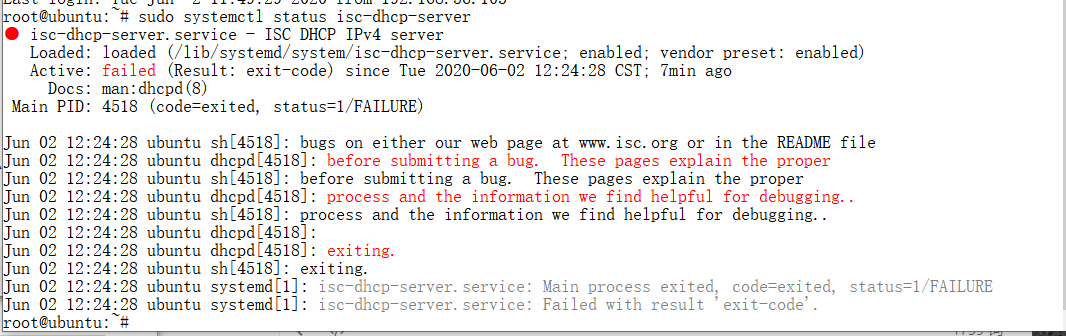 Last login: Tue Jun  2 11:49:29 2020 from 192.168.56.103
root@ubuntu:~# sudo systemctl status isc-dhcp-server
● isc-dhcp-server.service - ISC DHCP IPv4 server
   Loaded: loaded (/lib/systemd/system/isc-dhcp-server.service; enabled; vendor preset: enabled)
   Active: failed (Result: exit-code) since Tue 2020-06-02 12:24:28 CST; 7min ago
     Docs: man:dhcpd(8)
 Main PID: 4518 (code=exited, status=1/FAILURE)
Jun 02 12:24:28 ubuntu sh[4518]: bugs on either our web page at www.isc.org or in the README file
Jun 02 12:24:28 ubuntu dhcpd[4518]: before submitting a bug.  These pages explain the proper
Jun 02 12:24:28 ubuntu sh[4518]: before submitting a bug.  These pages explain the proper
Jun 02 12:24:28 ubuntu dhcpd[4518]: process and the information we find helpful for debugging..
Jun 02 12:24:28 ubuntu sh[4518]: process and the information we find helpful for debugging..
Jun 02 12:24:28 ubuntu dhcpd[4518]:
Jun 02 12:24:28 ubuntu dhcpd[4518]: exiting.
Jun 02 12:24:28 ubuntu sh[4518]: exiting.
Jun 02 12:24:28 ubuntu systemd[1]: isc-dhcp-server.service: Main process exited, code=exited, status=1/FAILURE
Jun 02 12:24:28 ubuntu systemd[1]: isc-dhcp-server.service: Failed with result 'exit-code'.
root@ubuntu:~#